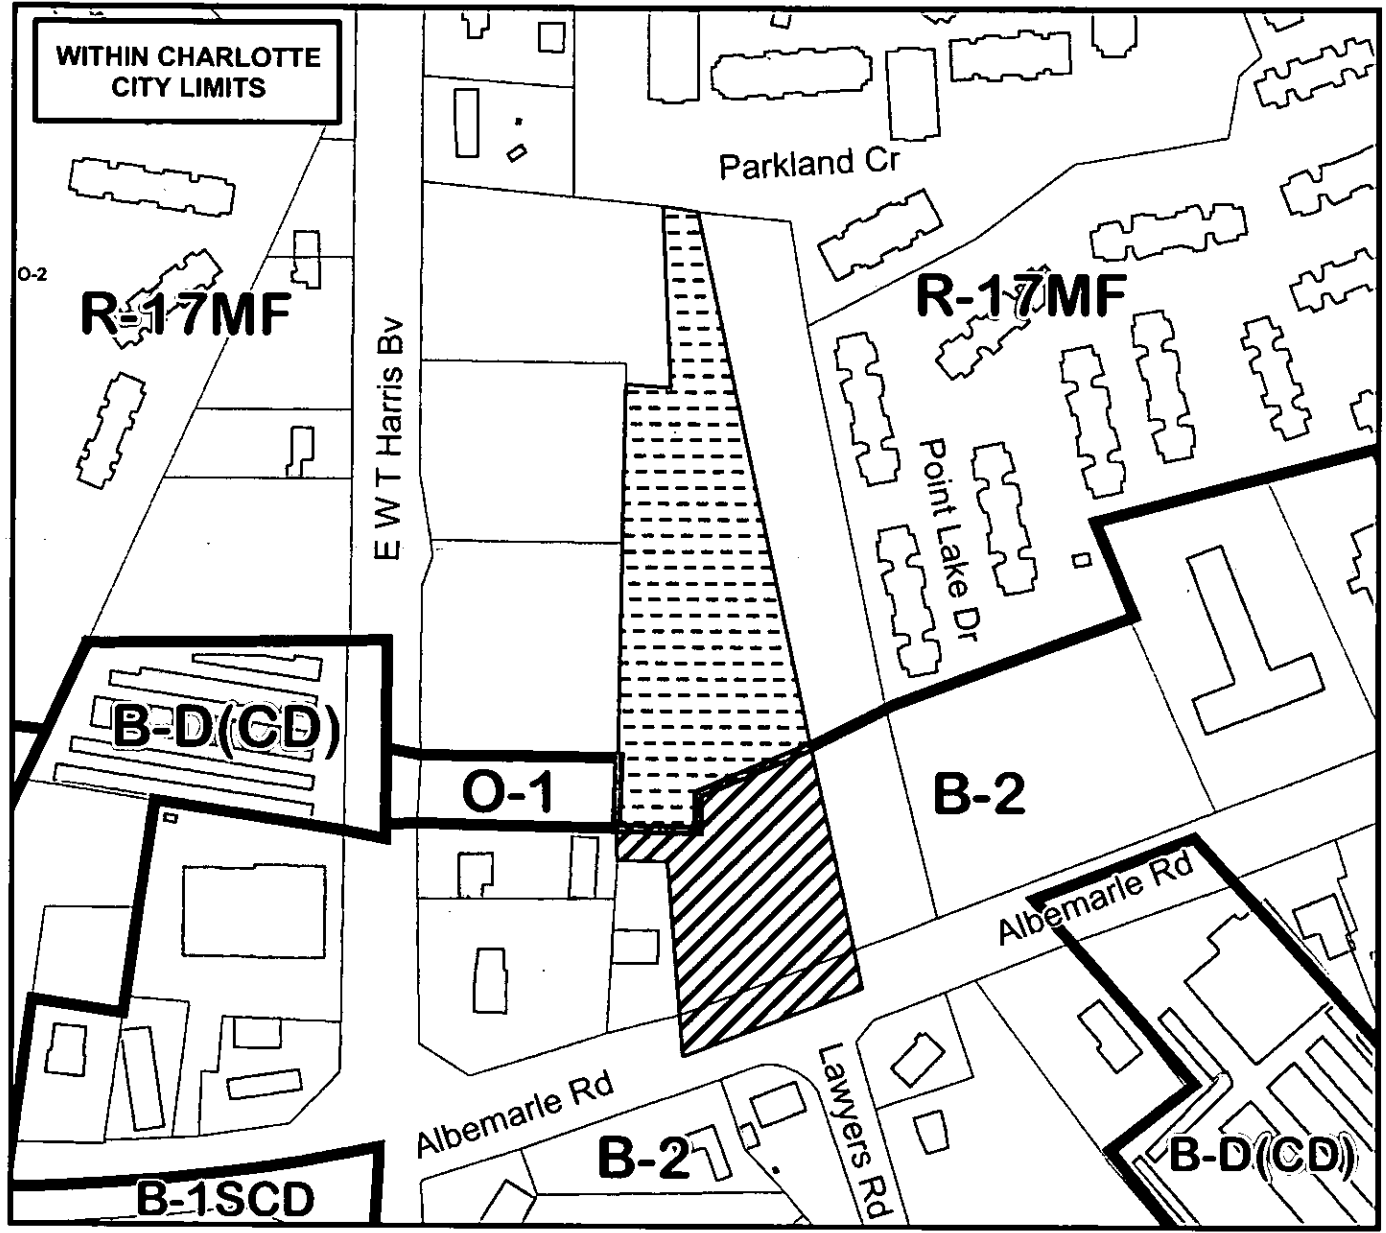 WITHIN CHARLOTTE
CITY LIMITS
Parkland Cr
O-2
R-17MF
R-17MF
E W T Harris Bv
Point Lake Dr
B-D(CD)
O-1
B-2
Albemarle Rd
Albemarle Rd
Lawyers Rd
B-2
B-D(CD)
B-1SCD